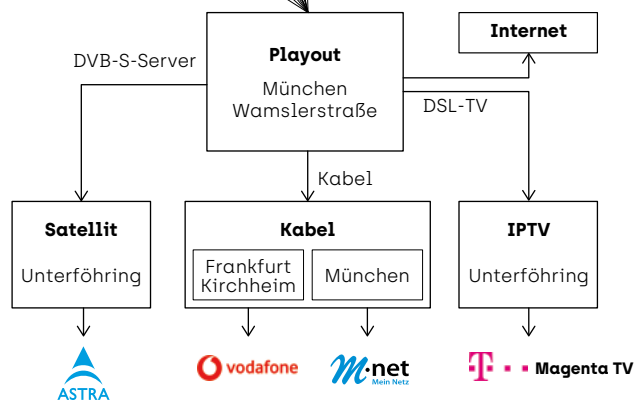 Internet
Playout
München
Wamslerstraße
DVB-S-Server
DSL-TV
Kabel
Satellit
Unterföhring
Kabel
Frankfurt
Kirchheim
München
IPTV
Unterföhring
ASTRA
vodafone
M·net
Mein Netz
T
Magenta TV